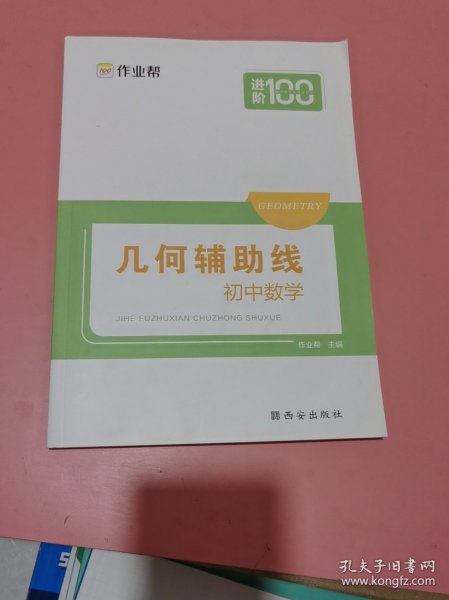 100 作业帮
进阶100
GEOMETRY
几何辅助线
初中数学
JIHE FUZHUXIAN CHUZHONG SHUXUE
作业帮 主编
西安出版社
孔夫子旧书网
www.kongfz.com